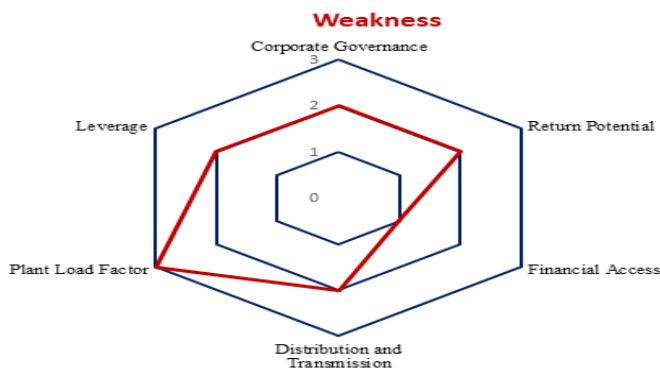 Weakness
Corporate Governance
3
Leverage
2
Return Potential
1
0
Plant Load Factor
Financial Access
Distribution and
Transmission